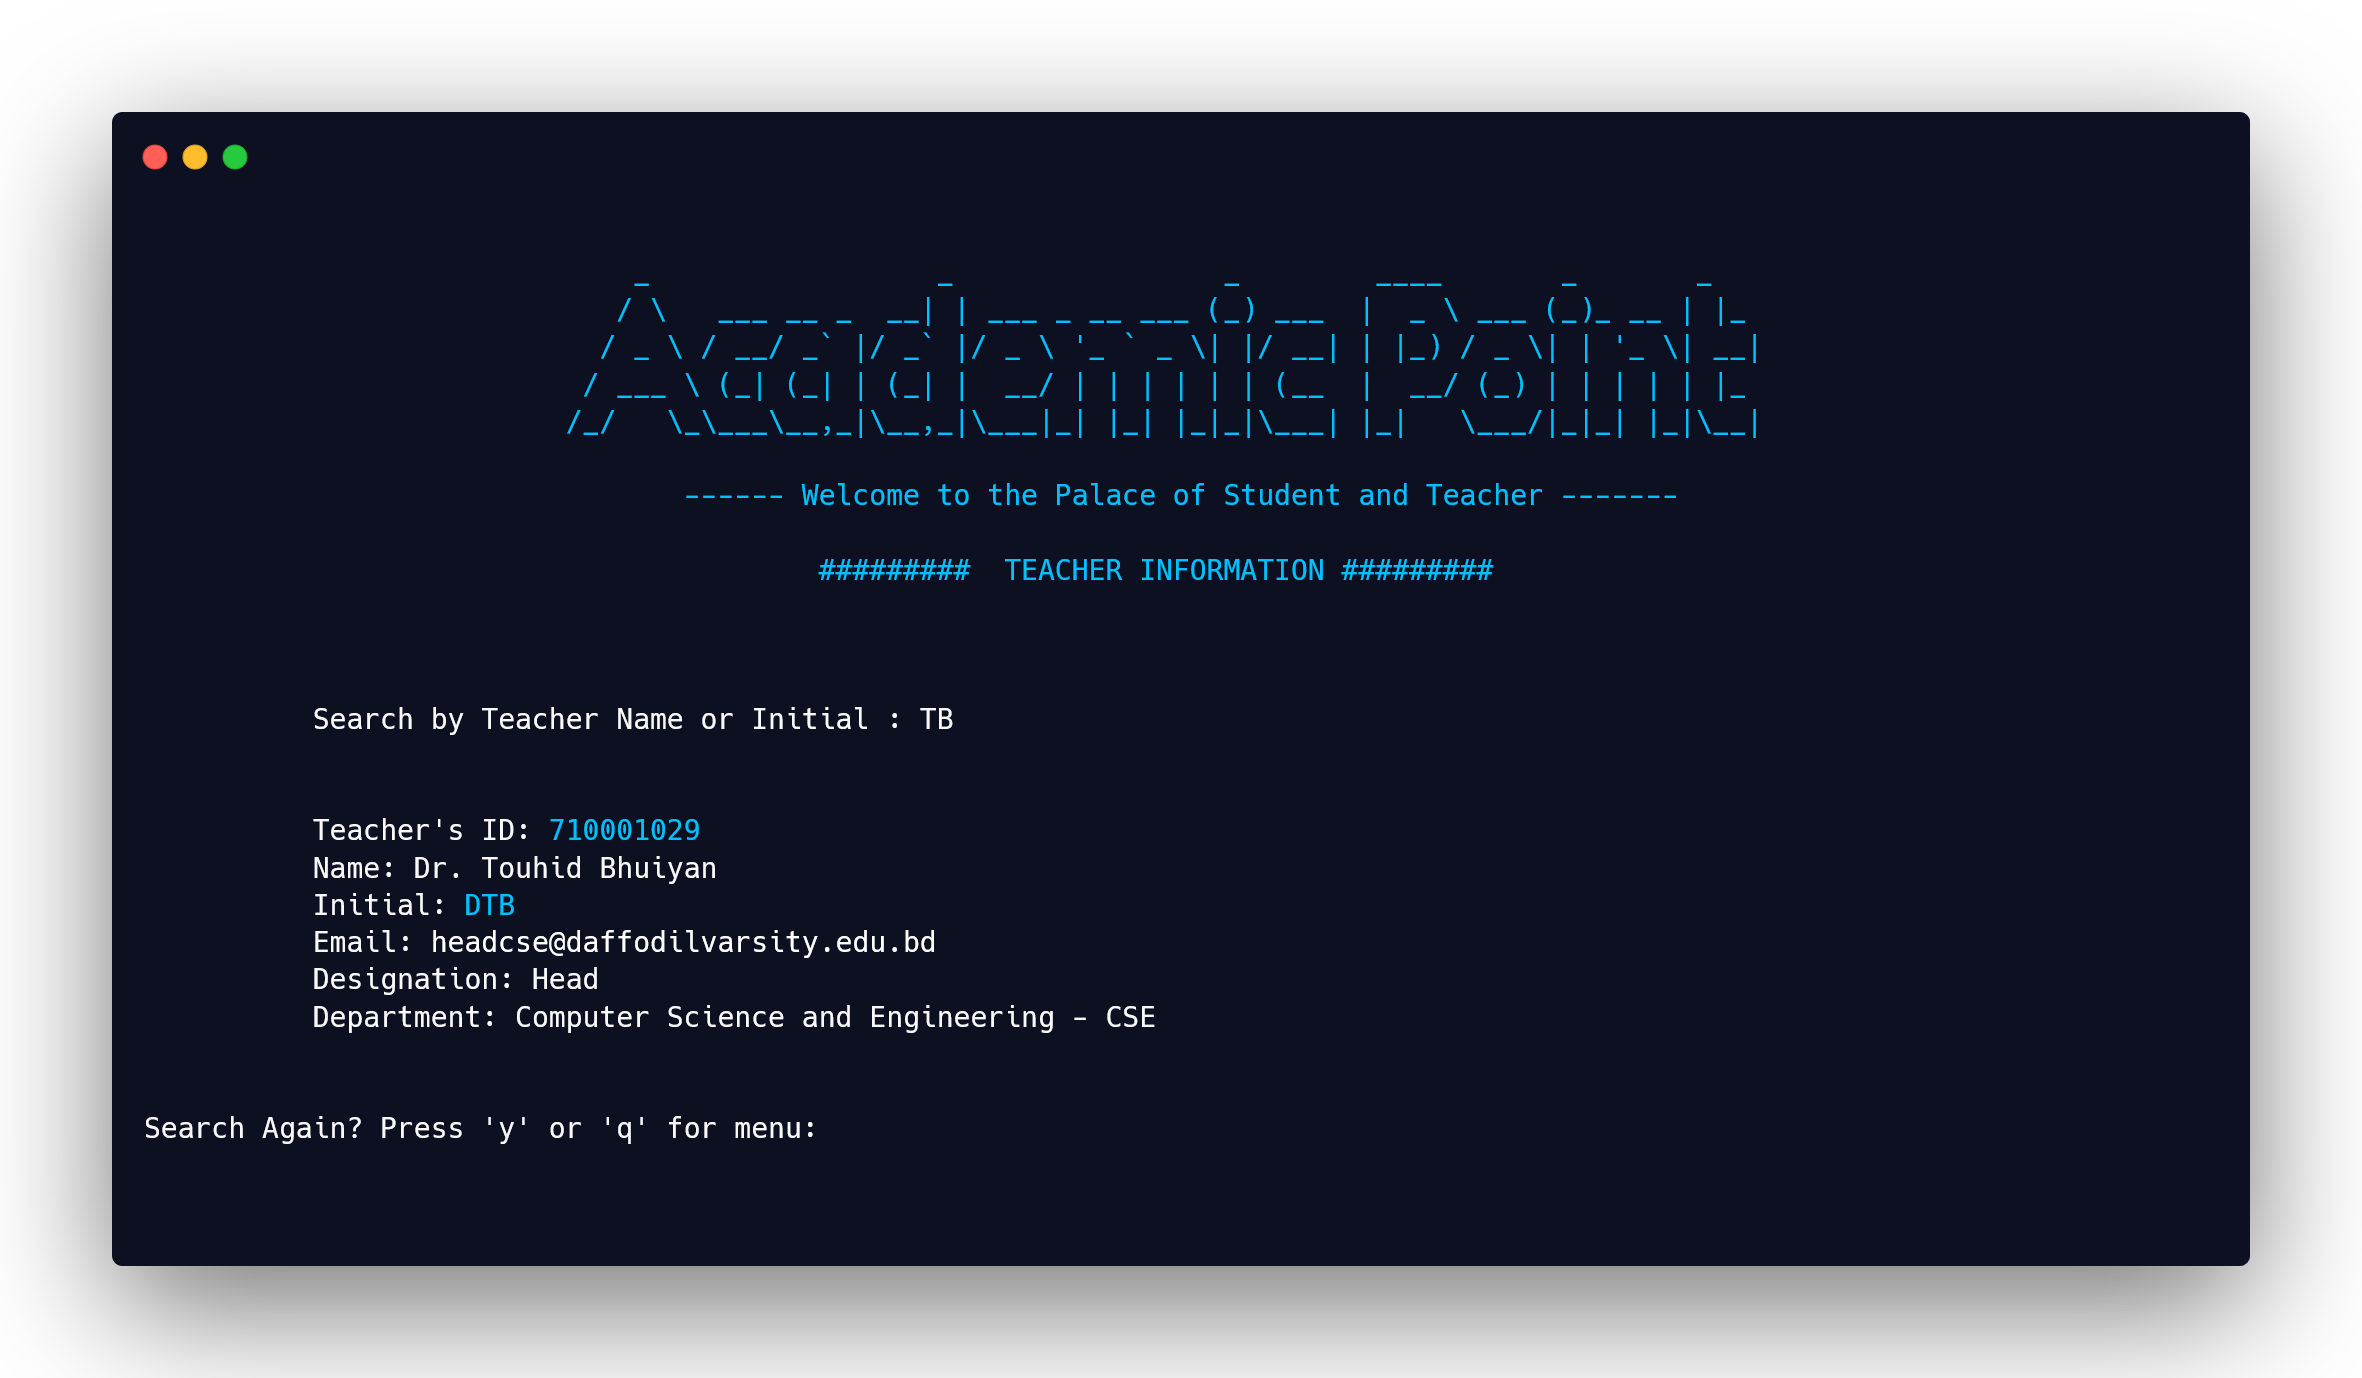 Academic Point
------ Welcome to the Palace of Student and Teacher -------
#########  TEACHER INFORMATION #########
Search by Teacher Name or Initial : TB
Teacher's ID: 710001029
Name: Dr. Touhid Bhuiyan
Initial: DTB
Email: headcse@daffodilvarsity.edu.bd
Designation: Head
Department: Computer Science and Engineering - CSE
Search Again? Press 'y' or 'q' for menu: